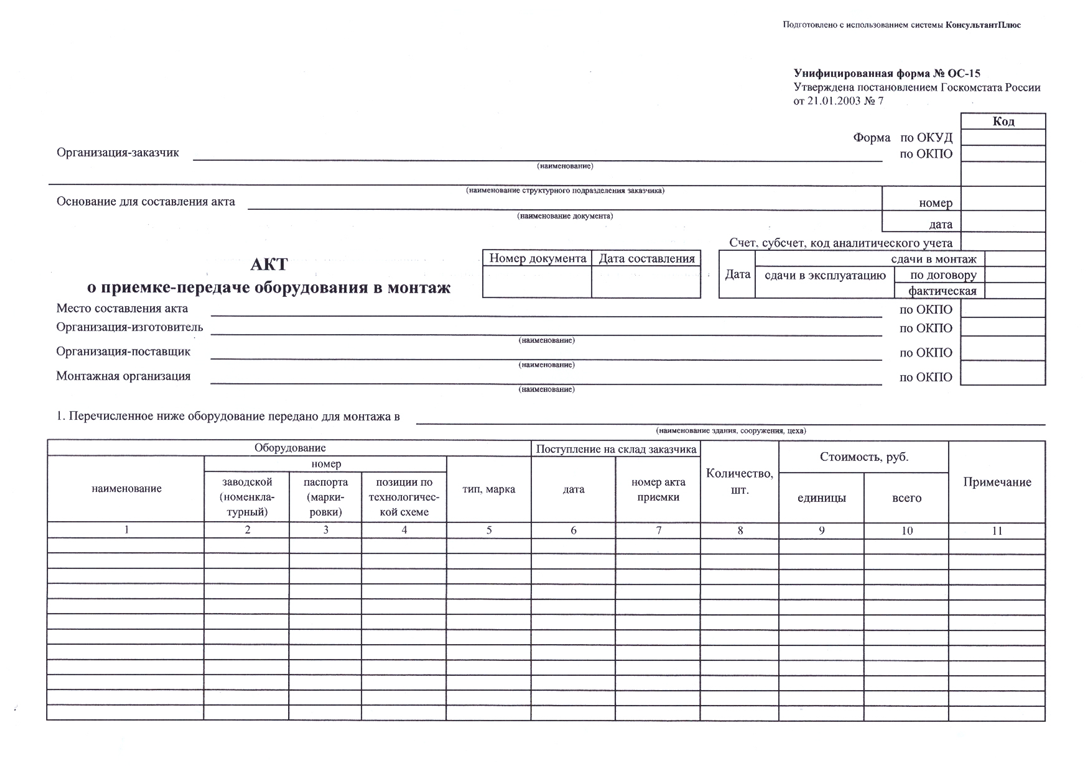 Подготовлено с использованием системы КонсультантПлюс
Унифицированная форма № ОС-15
Утверждена постановлением Госкомстата России
от 21.01.2003 № 7
Код
Форма по ОКУД
Организация-заказчик по ОКПО
(наименование)
(наименование структурного подразделения заказчика)
Основание для составления акта номер
(наименование документа)
дата
Счет, субсчет, код аналитического учета
Номер документа Дата составления
АКТ
о приемке-передаче оборудования в монтаж
Дата сдачи в монтаж
сдачи в эксплуатацию по договору
фактическая
Место составления акта по ОКПО
Организация-изготовитель по ОКПО
(наименование)
Организация-поставщик по ОКПО
(наименование)
Монтажная организация по ОКПО
(наименование)
1. Перечисленное ниже оборудование передано для монтажа в
(наименование здания, сооружения, цеха)
Оборудование Поступление на склад заказчика Количество, шт. Стоимость, руб. Примечание
наименование номер тип, марка дата номер акта приемки единицы всего
заводской (номенкла-турный) паспорта (марки-ровки) позиции по технологичес-кой схеме
1 2 3 4 5 6 7 8 9 10 11